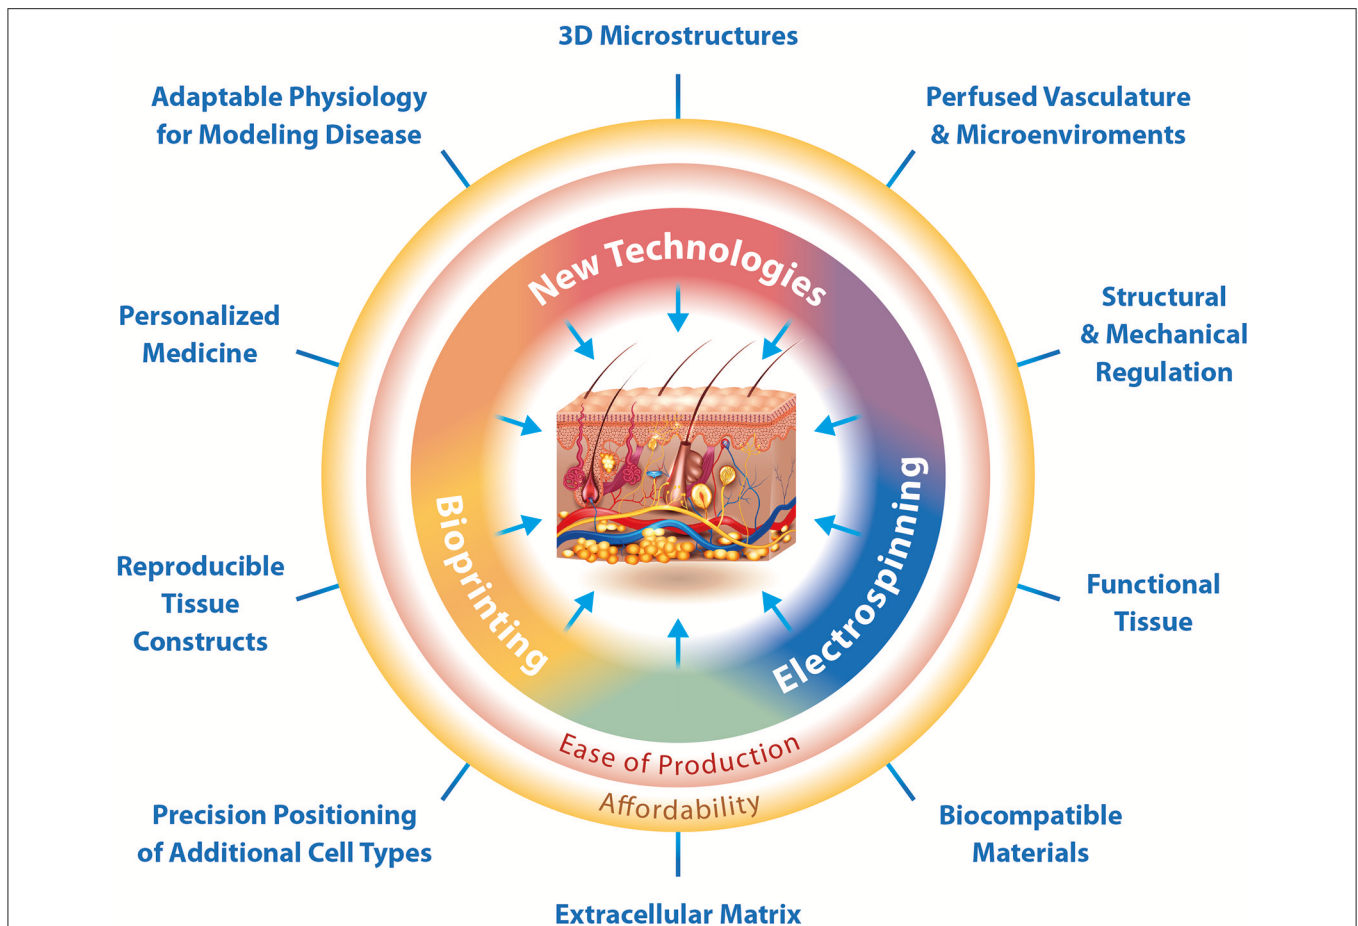 3D Microstructures
Adaptable Physiology
for Modeling Disease
Perfused Vasculature
& Microenviroments
Personalized
Medicine
Structural
& Mechanical
Regulation
New Technologies
Bioprinting
Electrospinning
Reproducible
Tissue
Constructs
Functional
Tissue
Ease of Production
Affordability
Precision Positioning
of Additional Cell Types
Biocompatible
Materials
Extracellular Matrix